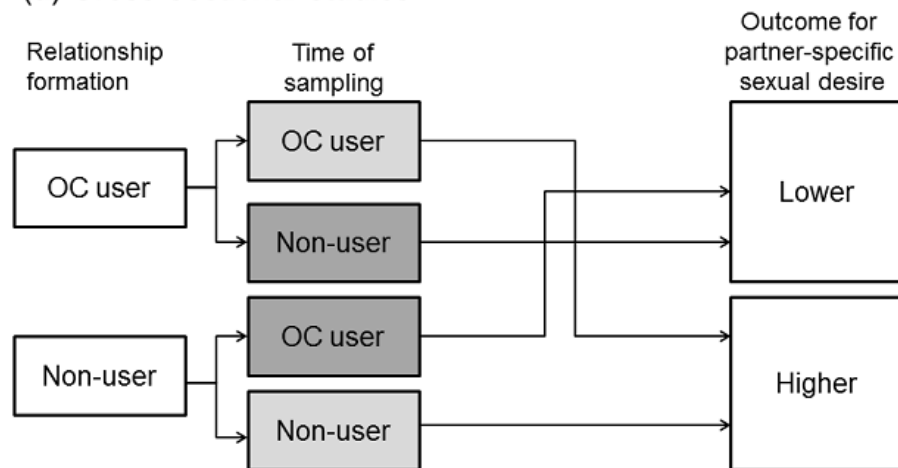 Relationship
formation
Time of
sampling
Outcome for
partner-specific
sexual desire
OC user
OC user
Non-user
Lower
Non-user
OC user
Non-user
Higher